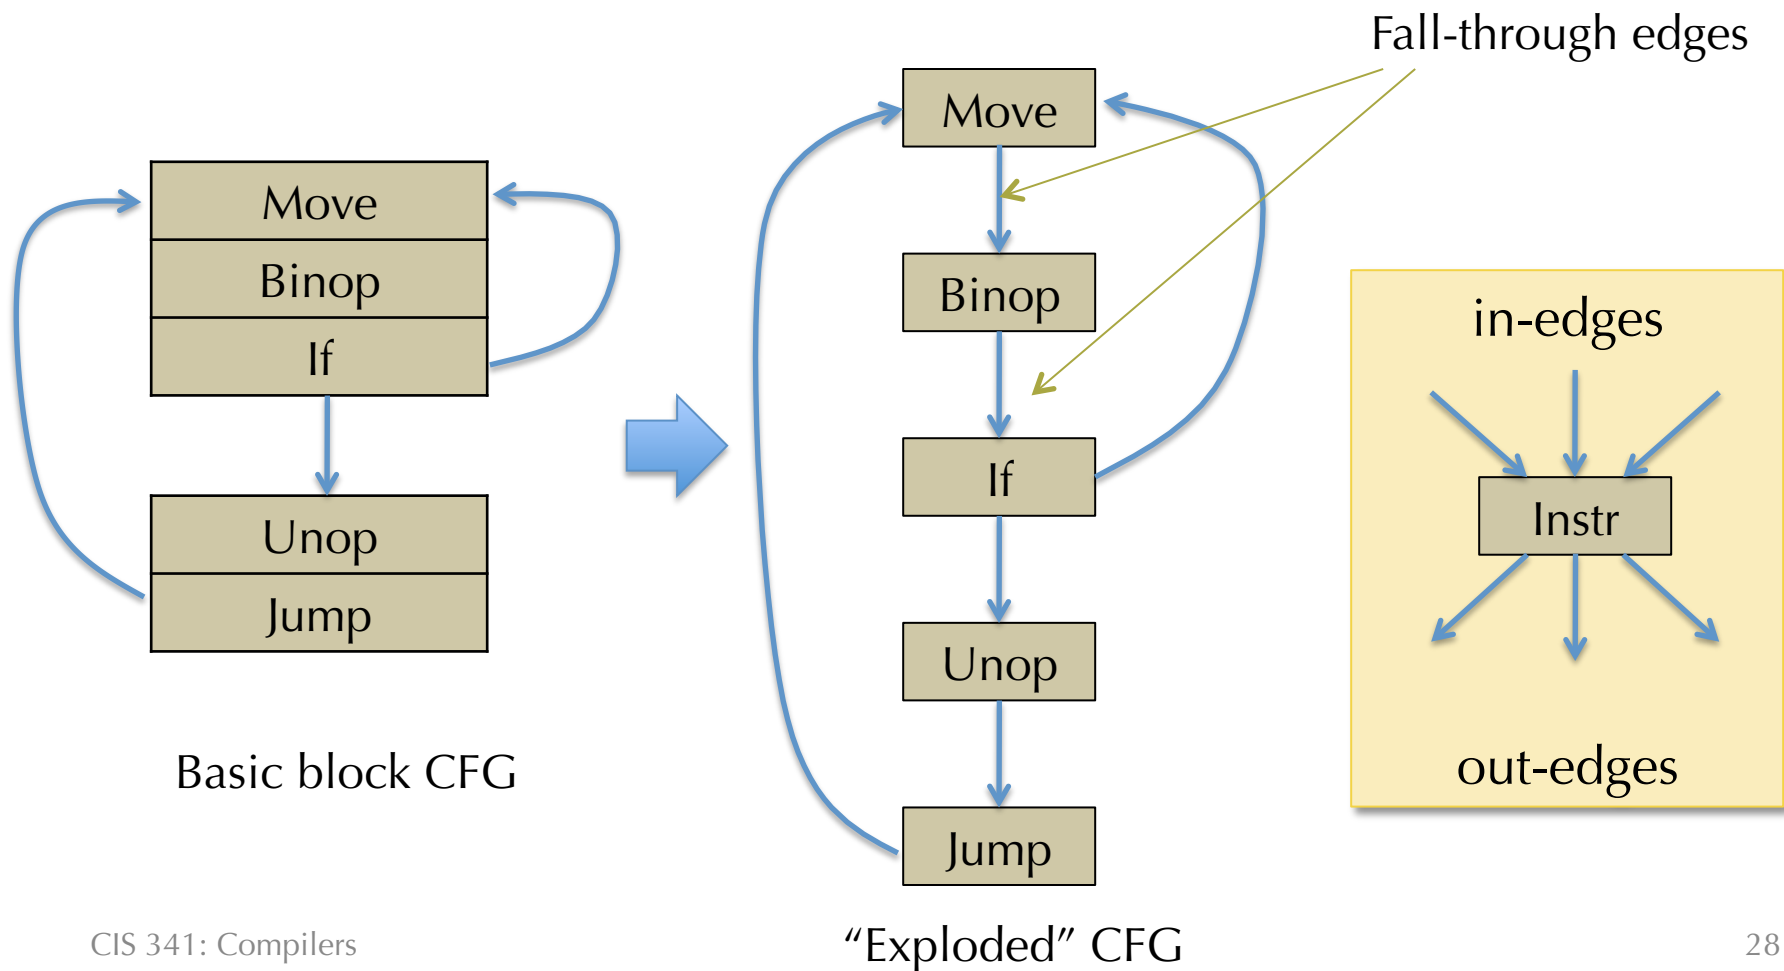 Fall-through edges
Move
Binop
If
Unop
Jump
Basic block CFG
Move
Binop
If
Unop
Jump
"Exploded" CFG
in-edges
Instr
out-edges
CIS 341: Compilers
28